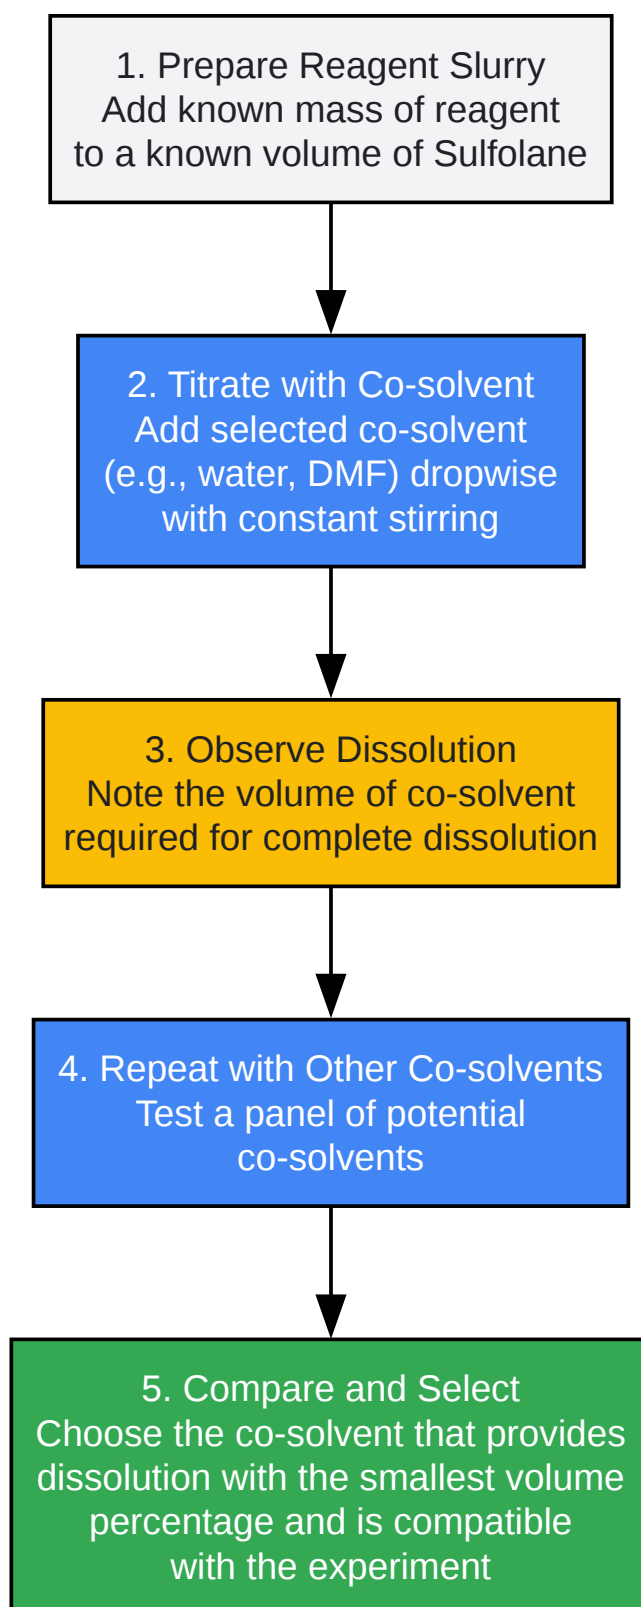 1. Prepare Reagent Slurry
Add known mass of reagent
to a known volume of Sulfolane
2. Titrate with Co-solvent
Add selected co-solvent
(e.g., water, DMF) dropwise
with constant stirring
3. Observe Dissolution
Note the volume of co-solvent
required for complete dissolution
4. Repeat with Other Co-solvents
Test a panel of potential
co-solvents
5. Compare and Select
Choose the co-solvent that provides
dissolution with the smallest volume
percentage and is compatible
with the experiment